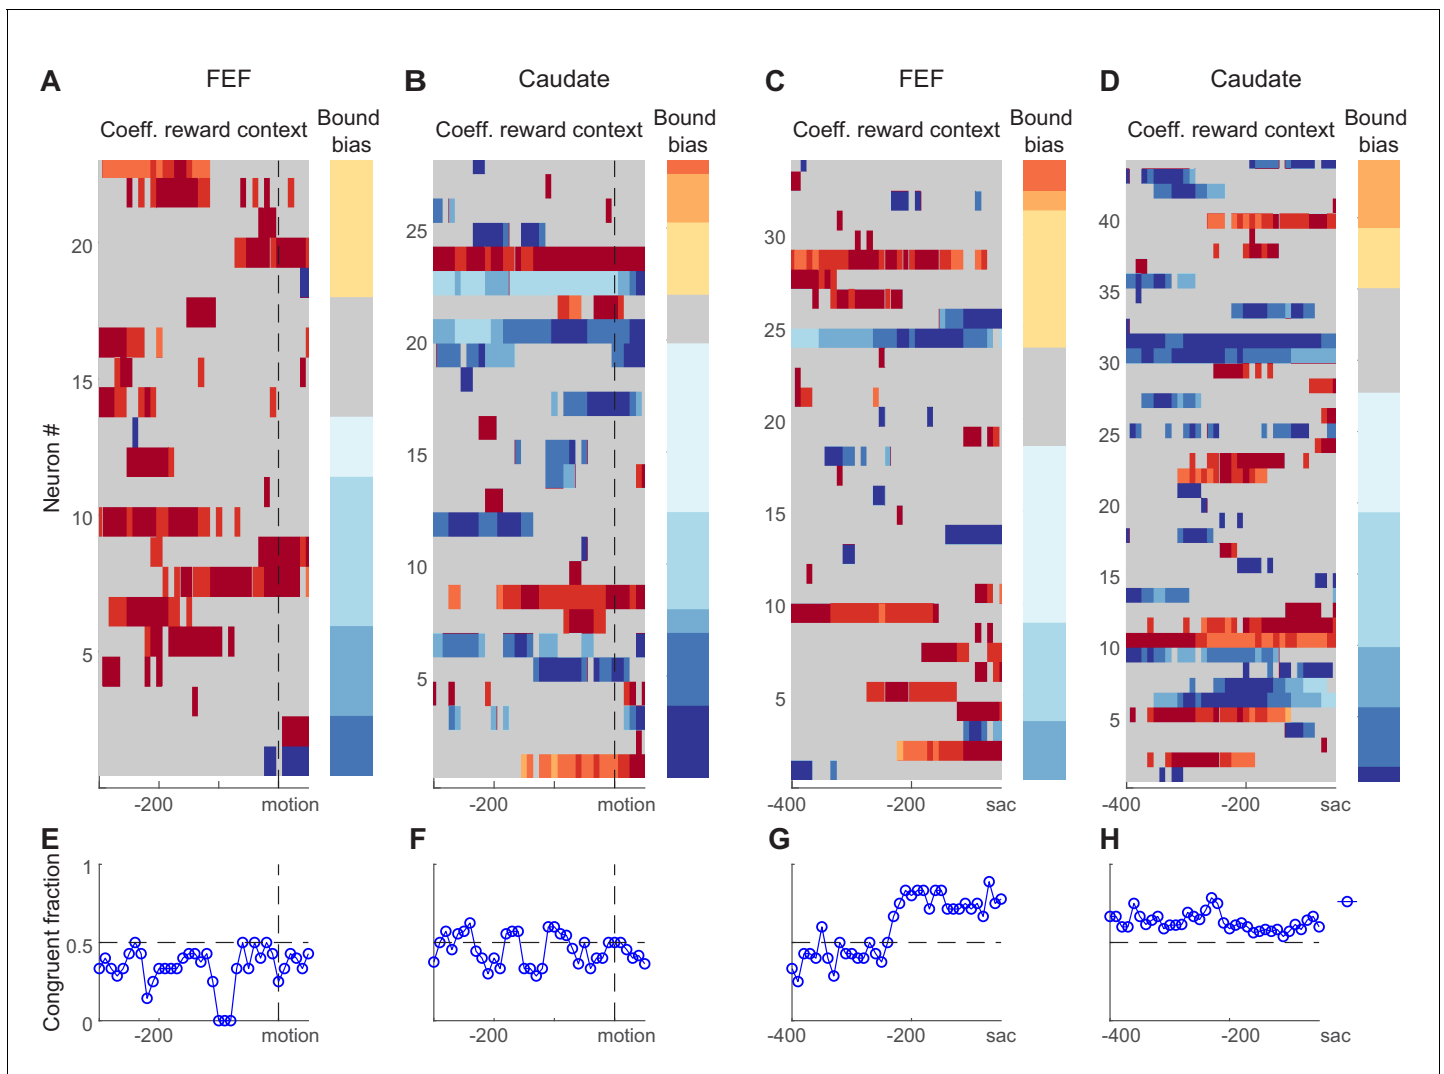 A FEF
Coeff. reward context
Bound
bias
20
15
10
5
Neuron #
-200
motion
B Caudate
Coeff. reward context
Bound
bias
25
20
15
10
5
-200
motion
C FEF
Coeff. reward context
Bound
bias
30
25
20
15
10
5
-400
-200
sac
D Caudate
Coeff. reward context
Bound
bias
40
35
30
25
20
15
10
5
-400
-200
sac
E
Congruent fraction
1
0.5
0
-200
motion
F
-200
motion
G
-400
-200
sac
H
-400
-200
sac